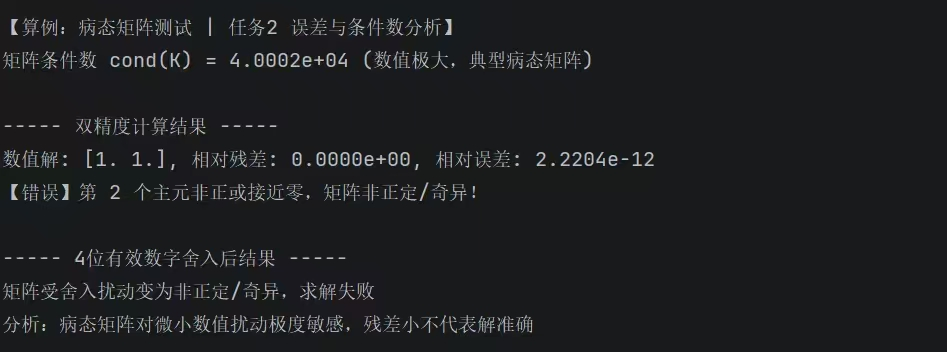 【算例：病态矩阵测试 | 任务2 误差与条件数分析】
矩阵条件数 cond(K) = 4.0002e+04 (数值极大，典型病态矩阵)
----- 双精度计算结果 -----
数值解: [1. 1.], 相对残差: 0.0000e+00, 相对误差: 2.2204e-12
【错误】第 2 个主元非正或接近零，矩阵非正定/奇异！
----- 4位有效数字舍入后结果 -----
矩阵受舍入扰动变为非正定/奇异，求解失败
分析：病态矩阵对微小数值扰动极度敏感，残差小不代表解准确